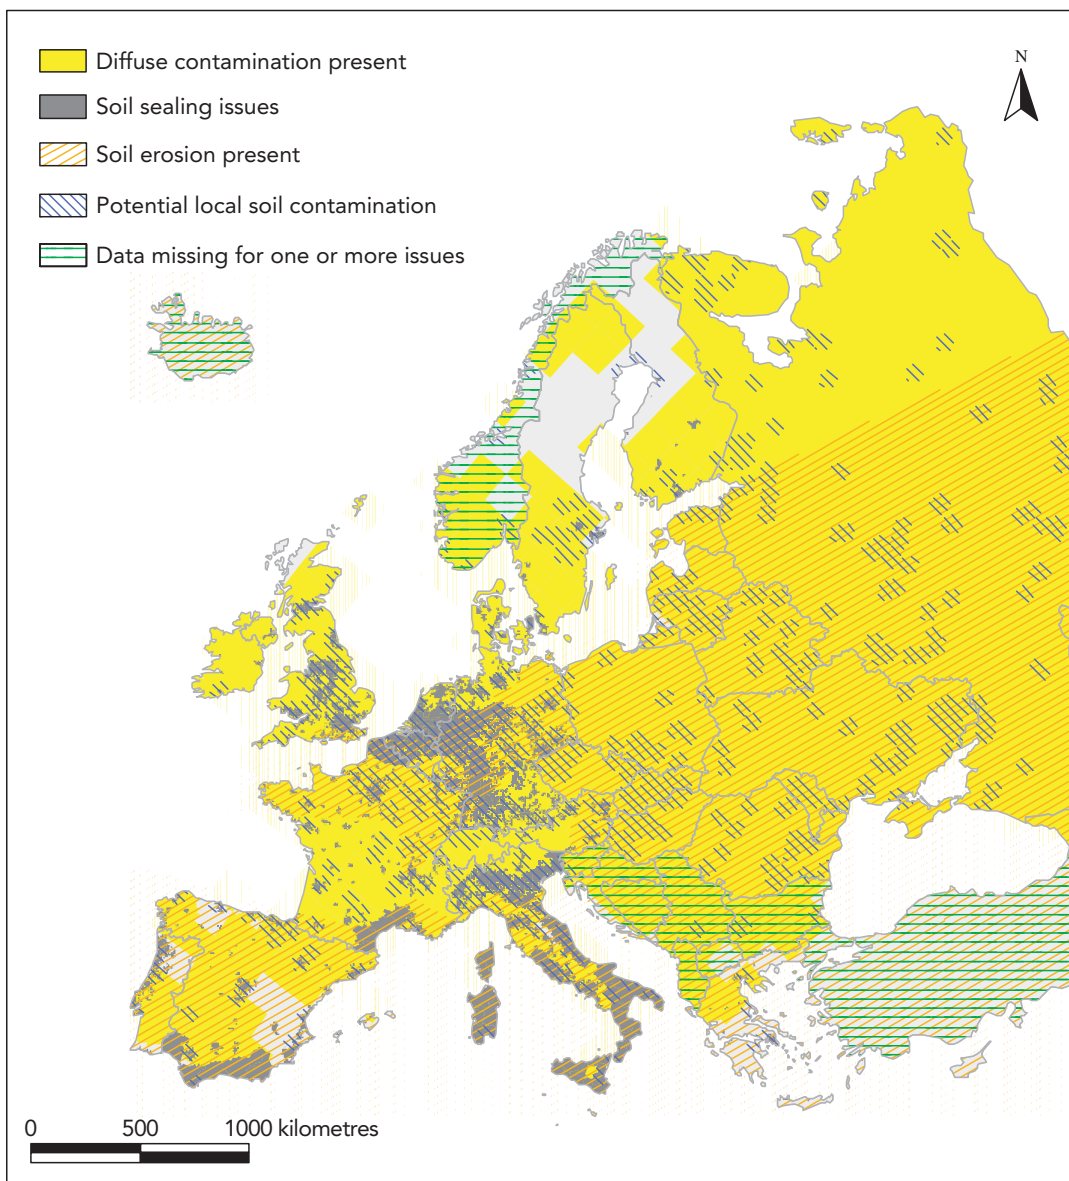 Diffuse contamination present
Soil sealing issues
Soil erosion present
Potential local soil contamination
Data missing for one or more issues
N
0 500 1000 kilometres